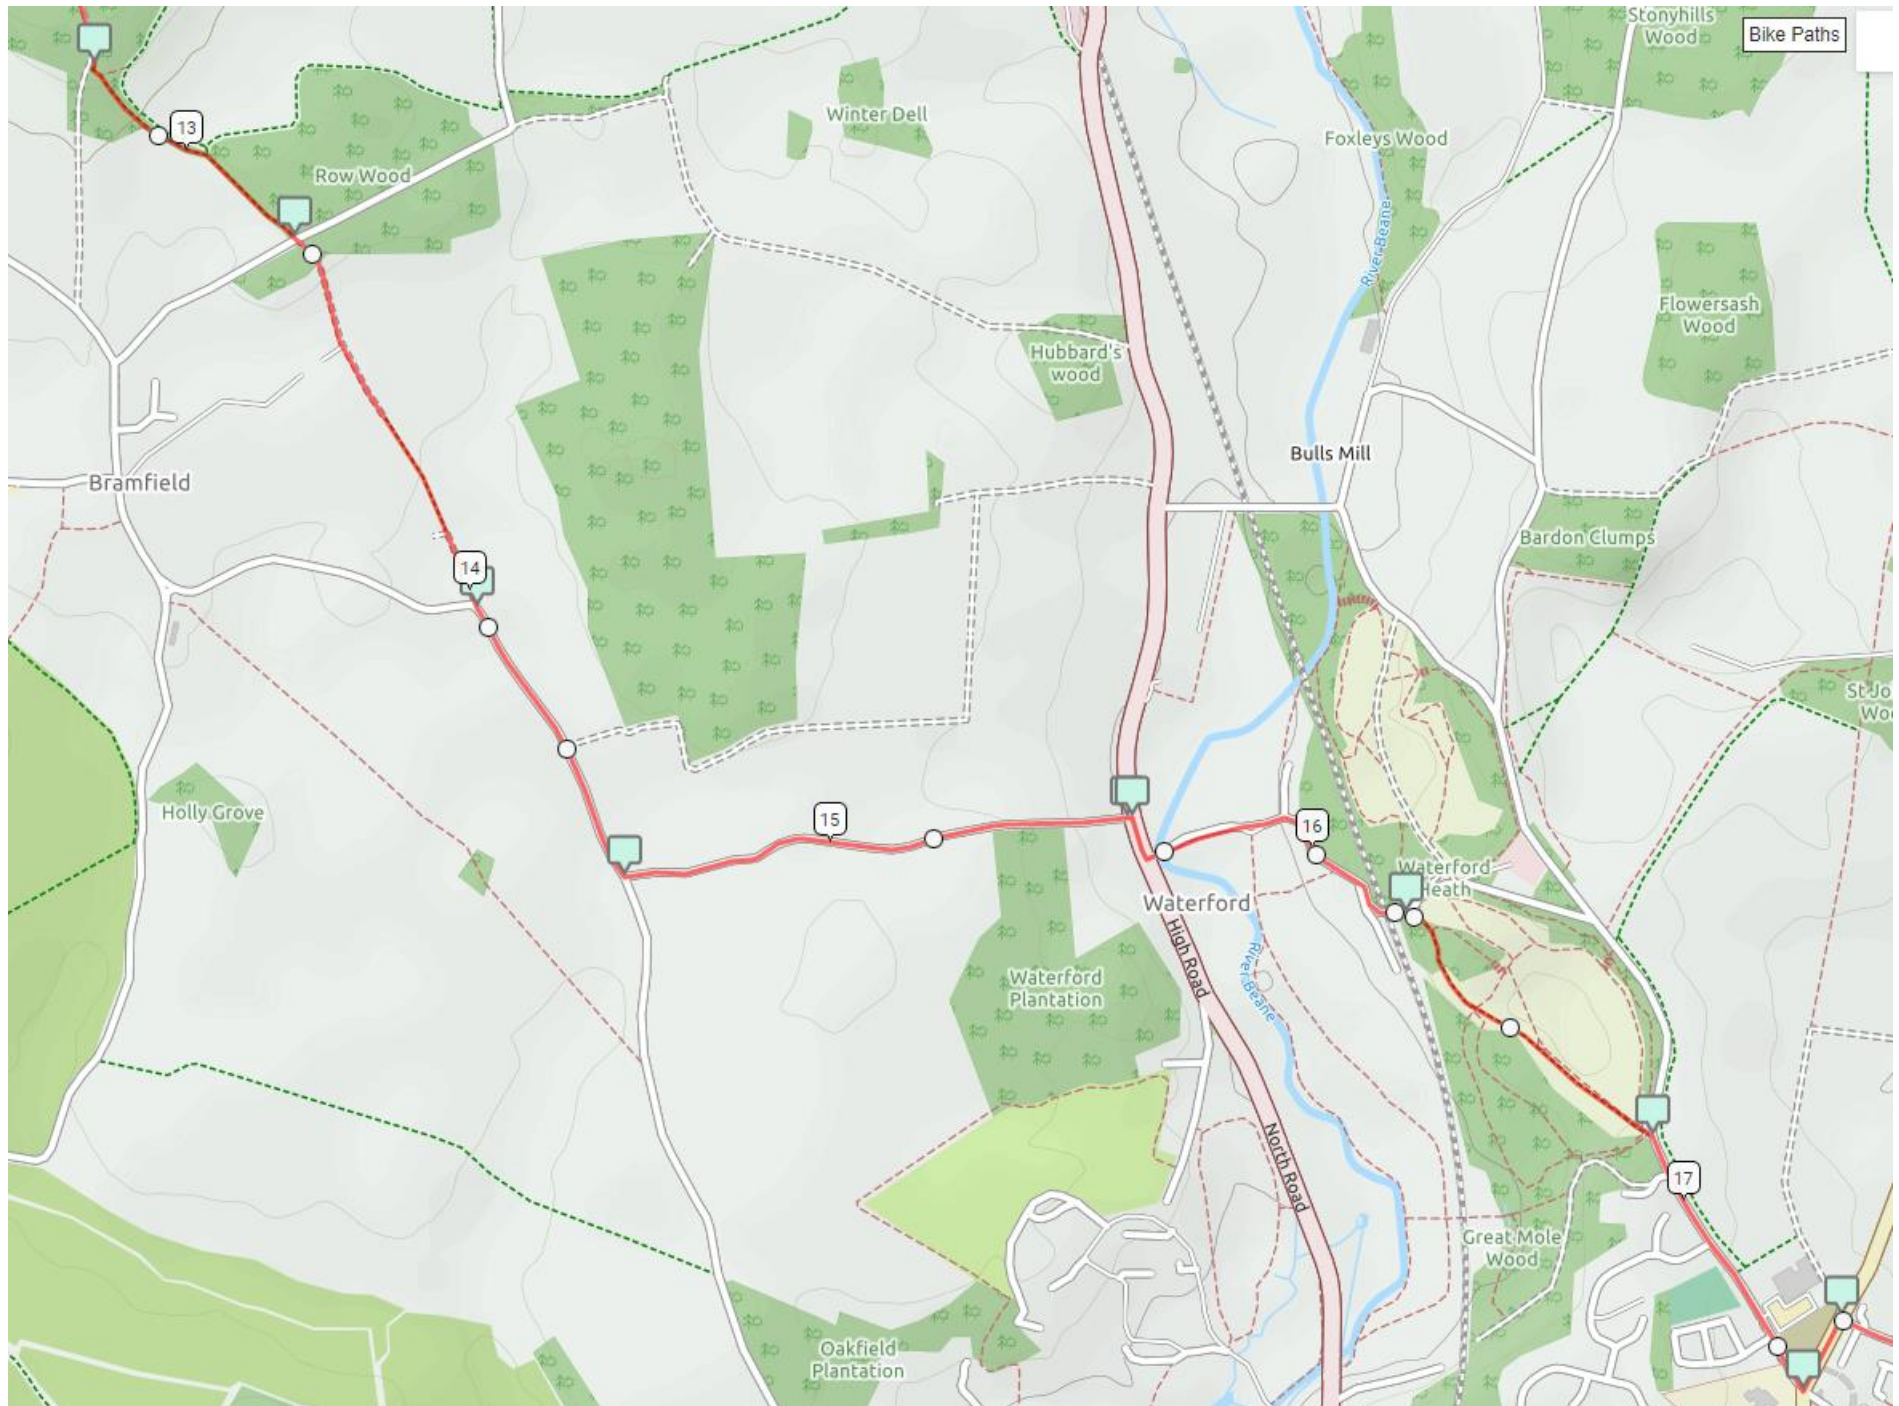 Stonyhills
Wood
Bike Paths
13
Winter Dell
Foxleys Wood
Row Wood
River Beane
Flowersash
Wood
Hubbard's
wood
Bulls Mill
Bramfield
Bardon Clumps
14
St Jo
Woo
Holly Grove
15
16
Waterford
Heath
Waterford
High Road
Waterford
Plantation
River Beane
North Road
17
Great Mole
Wood
Oakfield
Plantation